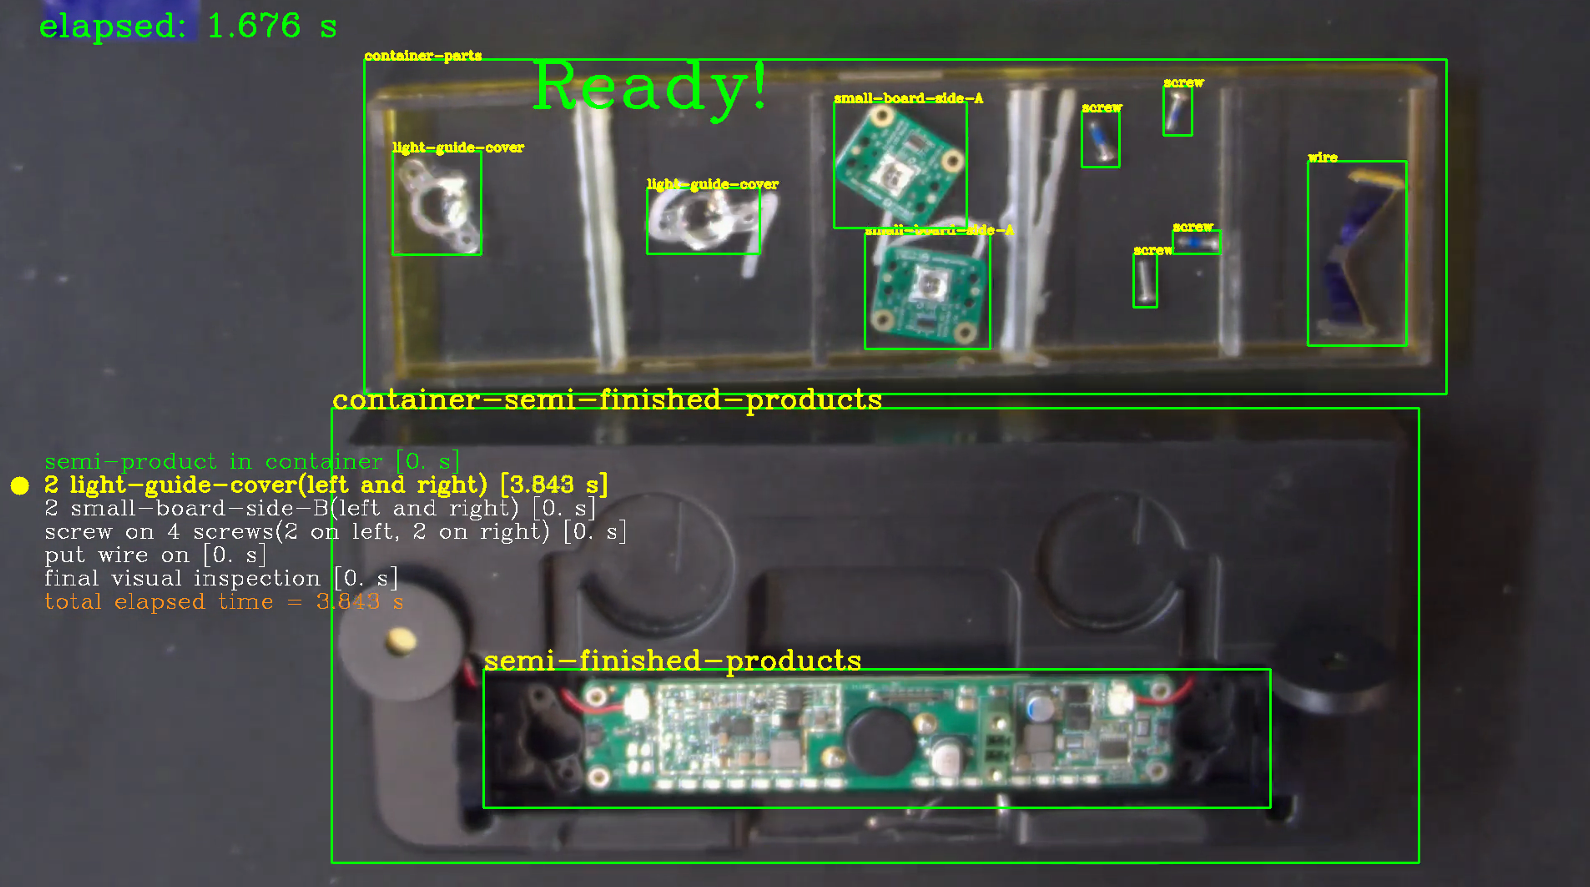 elapsed: 1.676 s
container-parts
Ready!
screw
small-board-side-A
screw
light-guide-cover
wire
light-guide-cover
screw
small-board-side-A
screw
container-semi-finished-products
semi-product in container [0. s]
2 light-guide-cover(left and right) [3.843 s]
2 small-board-side-B(left and right) [0. s]
screw on 4 screws(2 on left, 2 on right) [0. s]
put wire on [0. s]
final visual inspection [0. s]
total elapsed time = 3.843 s
semi-finished-products